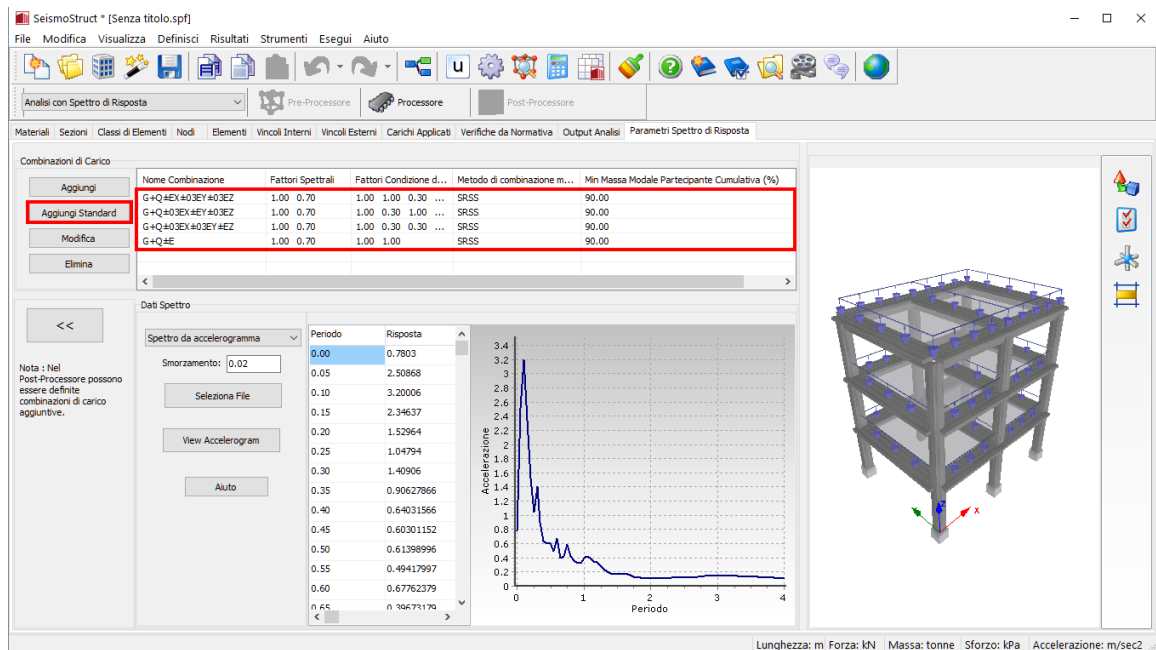 SeismoStruct * [Senza titolo.spf]
File Modifica Visualizza Definisci Risultati Strumenti Esegui Aiuto
Analisi con Spettro di Risposta Pre-Processore Processore Post-Processore
Materiali Sezioni Classi di Elementi Nodi Elementi Vincoli Interni Vincoli Esterni Carichi Applicati Verifiche da Normativa Output Analisi Parametri Spettro di Risposta
Combinazioni di Carico
Aggiungi
Aggiungi Standard
Modifica
Elimina
Nome Combinazione Fattori Spettrali Fattori Condizione d... Metodo di combinazione m... Min Massa Modale Partecipante Cumulativa (%)
G+Q±EX±03EY±03EZ 1.00 0.70 1.00 1.00 0.30 ... SRSS 90.00
G+Q±03EX±EY±03EZ 1.00 0.70 1.00 0.30 1.00 ... SRSS 90.00
G+Q±03EX±03EY±EZ 1.00 0.70 1.00 0.30 0.30 ... SRSS 90.00
G+Q±E 1.00 0.70 1.00 1.00 SRSS 90.00
<<
Nota : Nel
Post-Processore possono
essere definite
combinazioni di carico
aggiuntive.
Dati Spettro
Spettro da accelerogramma
Smorzamento: 0.02
Seleziona File
View Accelerogram
Aiuto
Periodo Risposta
0.00 0.7803
0.05 2.50868
0.10 3.20006
0.15 2.34637
0.20 1.52964
0.25 1.04794
0.30 1.40906
0.35 0.90627866
0.40 0.64031566
0.45 0.60301152
0.50 0.61398996
0.55 0.49417997
0.60 0.67762379
0.65 0.39673179
Accelerazione
3.4
3.2
3
2.8
2.6
2.4
2.2
2
1.8
1.6
1.4
1.2
1
0.8
0.6
0.4
0.2
0
0 1 2 3 4
Periodo
Y Z X
Lunghezza: m Forza: kN Massa: tonne Sforzo: kPa Accelerazione: m/sec2